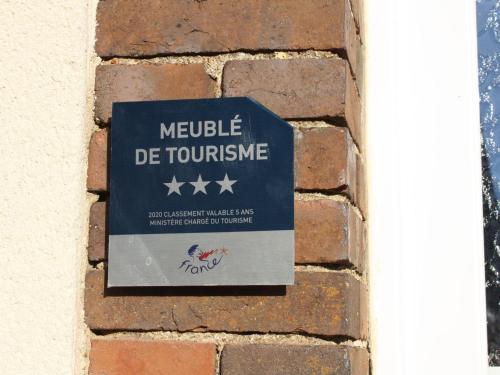 MEUBLÉ
DE TOURISME
2020 CLASSEMENT VALABLE 5 ANS
MINISTÈRE CHARGÉ DU TOURISME
france